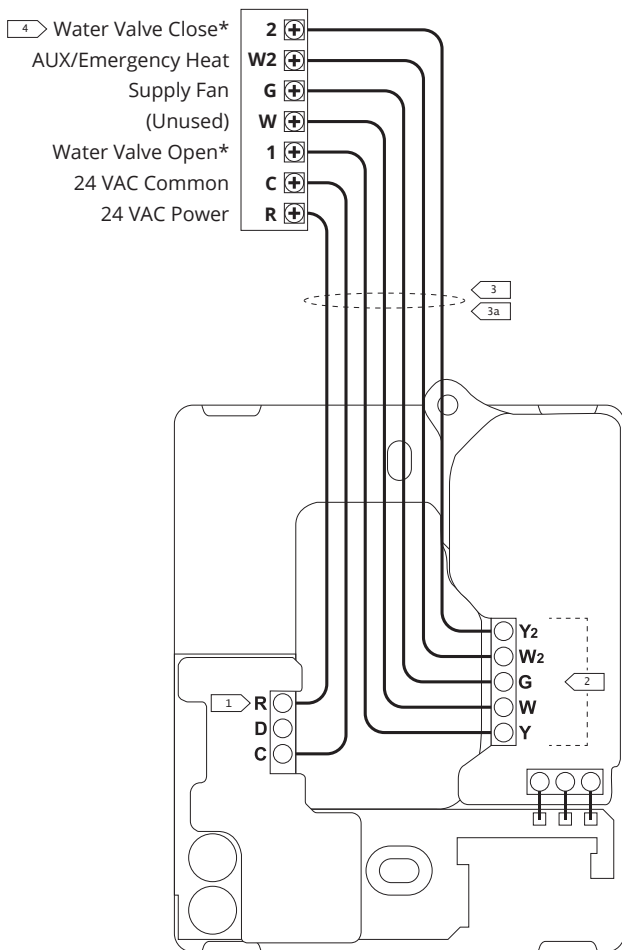 4 Water Valve Close* 2
AUX/Emergency Heat W2
Supply Fan G
(Unused) W
Water Valve Open* 1
24 VAC Common C
24 VAC Power R
3
3a
Y2
W2
G 2
W
Y
1 R
D
C